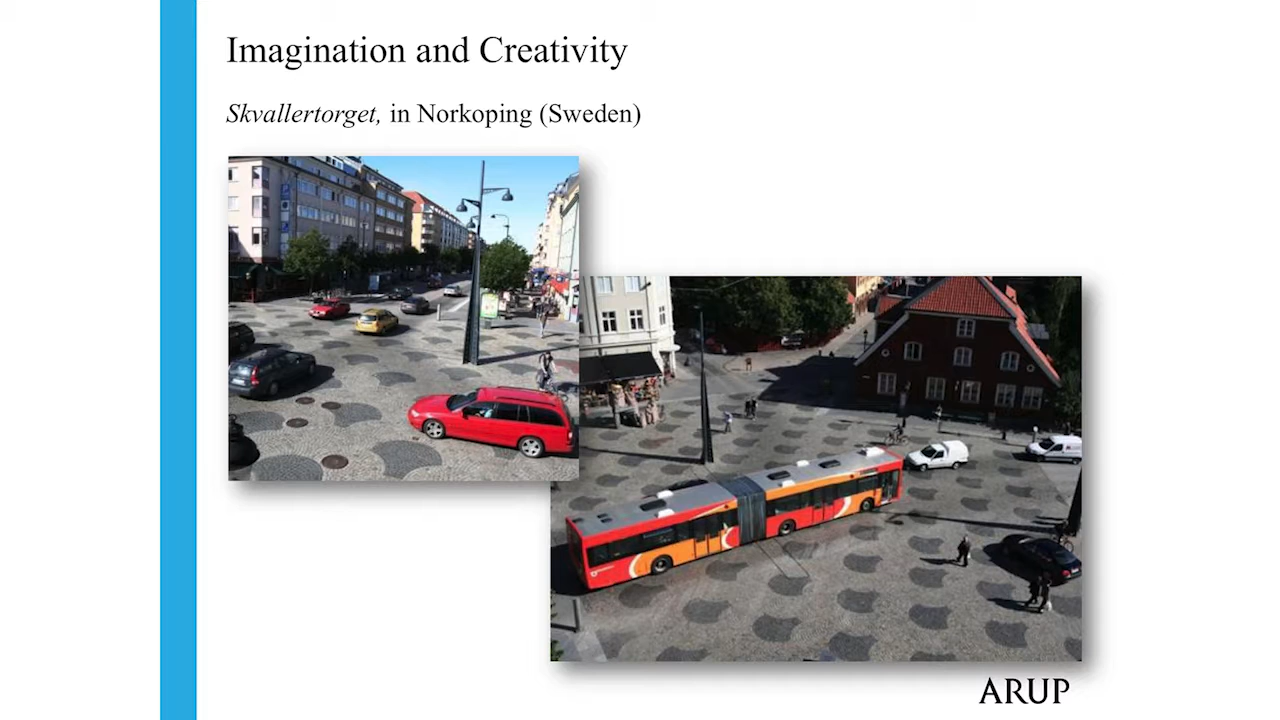 Imagination and Creativity
Skvallertorget, in Norkoping (Sweden)
ARUP